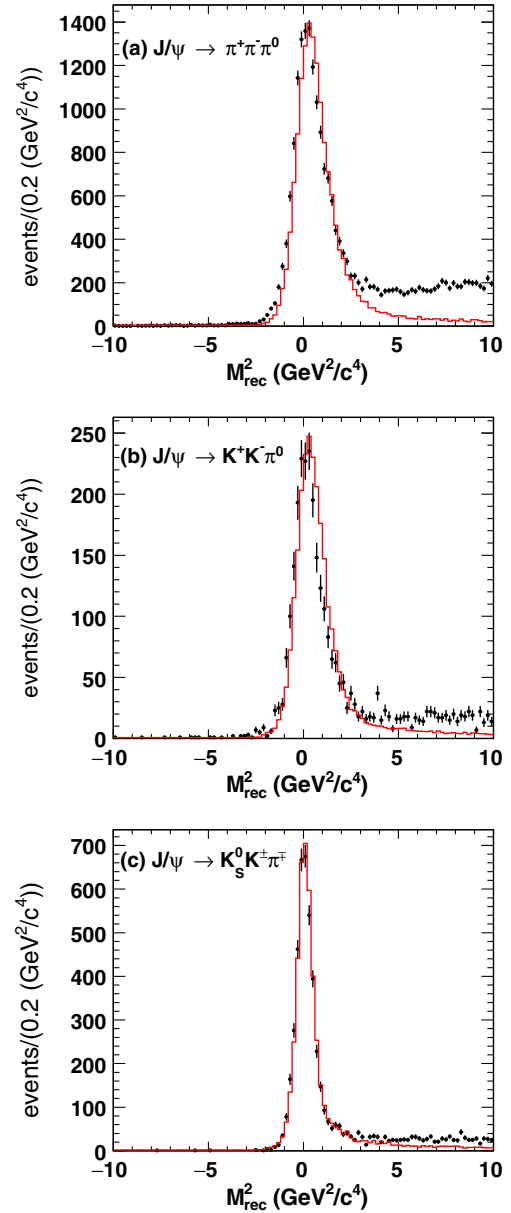 (a) J/ψ → π⁺π⁻π⁰
events/(0.2 (GeV²/c⁴))
1400
1200
1000
800
600
400
200
0
−10 −5 0 5 10
M²rec (GeV²/c⁴)
(b) J/ψ → K⁺K⁻π⁰
events/(0.2 (GeV²/c⁴))
250
200
150
100
50
0
−10 −5 0 5 10
M²rec (GeV²/c⁴)
(c) J/ψ → K⁰SK±π∓
events/(0.2 (GeV²/c⁴))
700
600
500
400
300
200
100
0
−10 −5 0 5 10
M²rec (GeV²/c⁴)